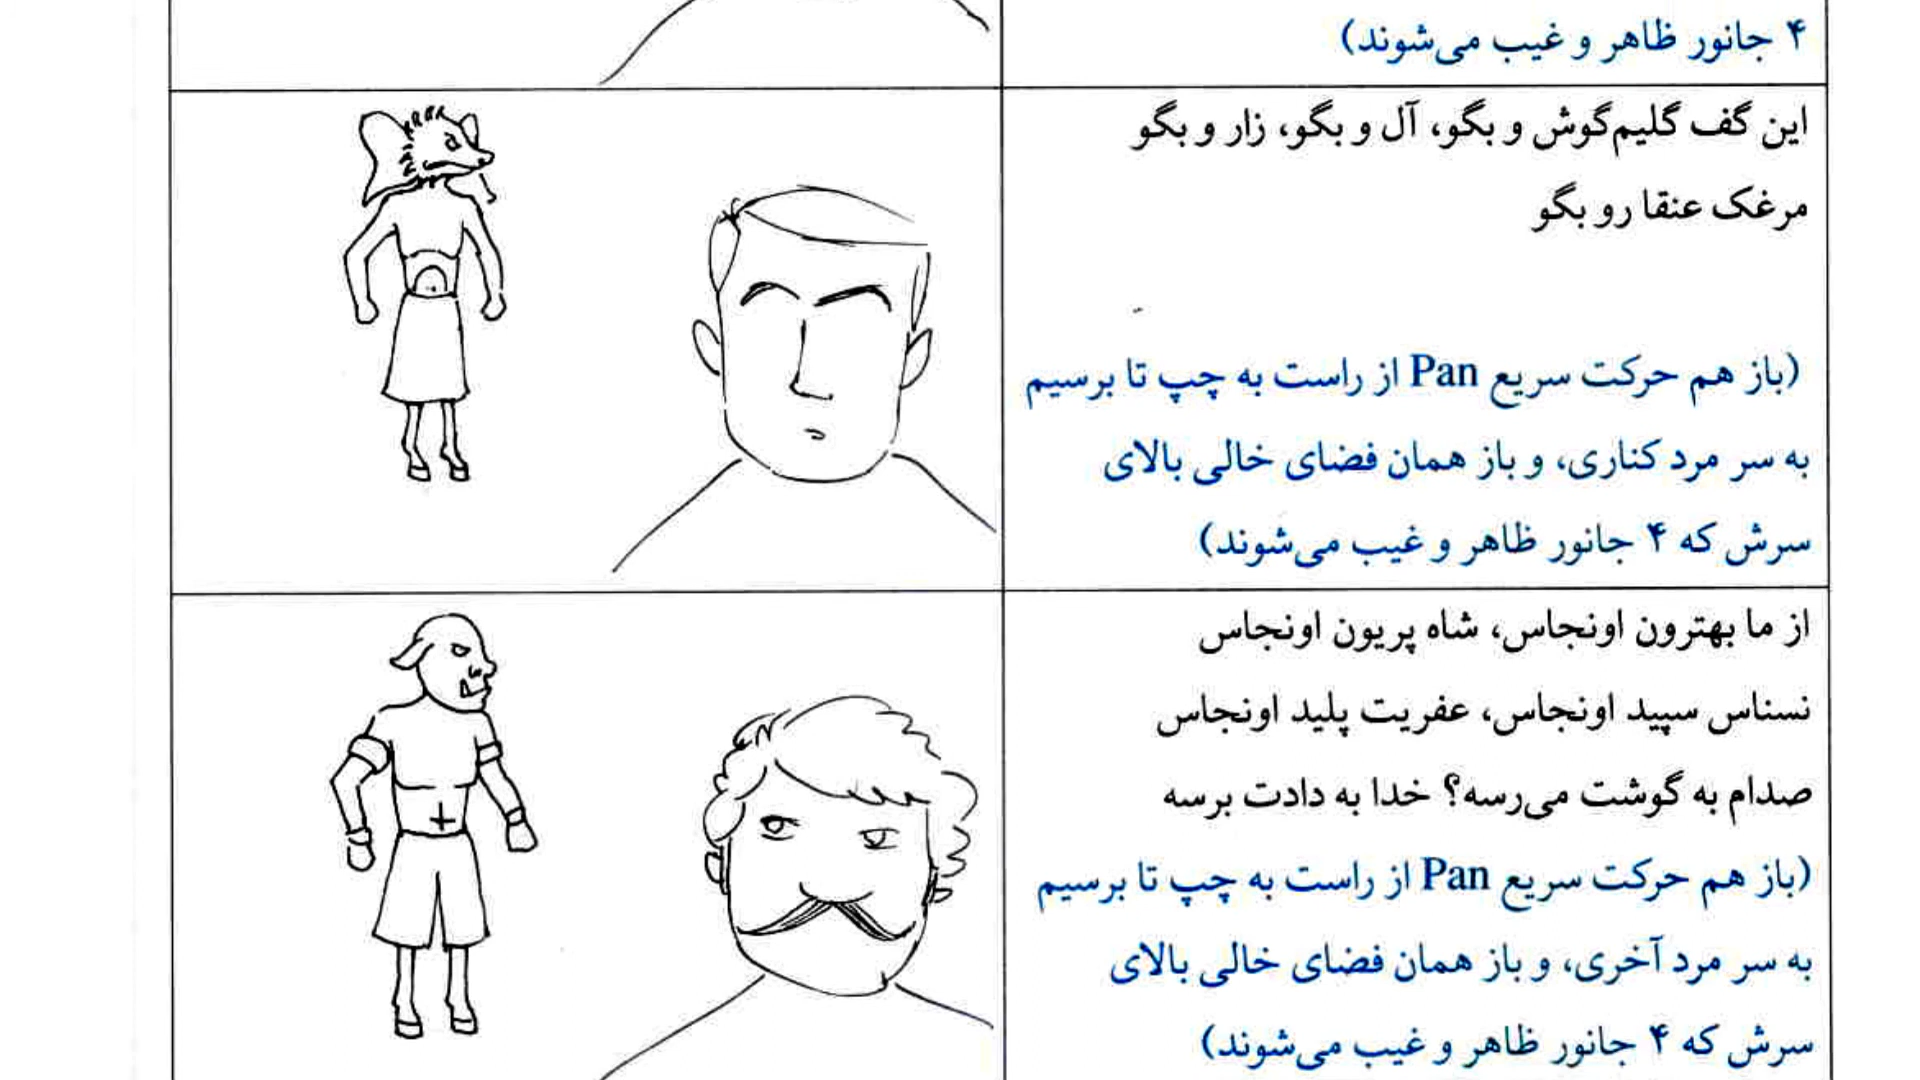 ۴ جانور ظاهر و غیب می‌شوند)
این گف گلیم‌گوش و بگو، آل و بگو، زار و بگو
مرغک عنقا رو بگو
(باز هم حرکت سریع Pan از راست به چپ تا برسیم
به سر مرد کناری، و باز همان فضای خالی بالای
سرش که ۴ جانور ظاهر و غیب می‌شوند)
از ما بهترون اونجاس، شاه پریون اونجاس
نسناس سپید اونجاس، عفریت پلید اونجاس
صدام به گوشت می‌رسه؟ خدا به دادت برسه
(باز هم حرکت سریع Pan از راست به چپ تا برسیم
به سر مرد آخری، و باز همان فضای خالی بالای
سرش که ۴ جانور ظاهر و غیب می‌شوند)